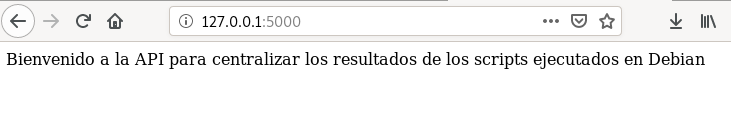 127.0.0.1:5000
Bienvenido a la API para centralizar los resultados de los scripts ejecutados en Debian